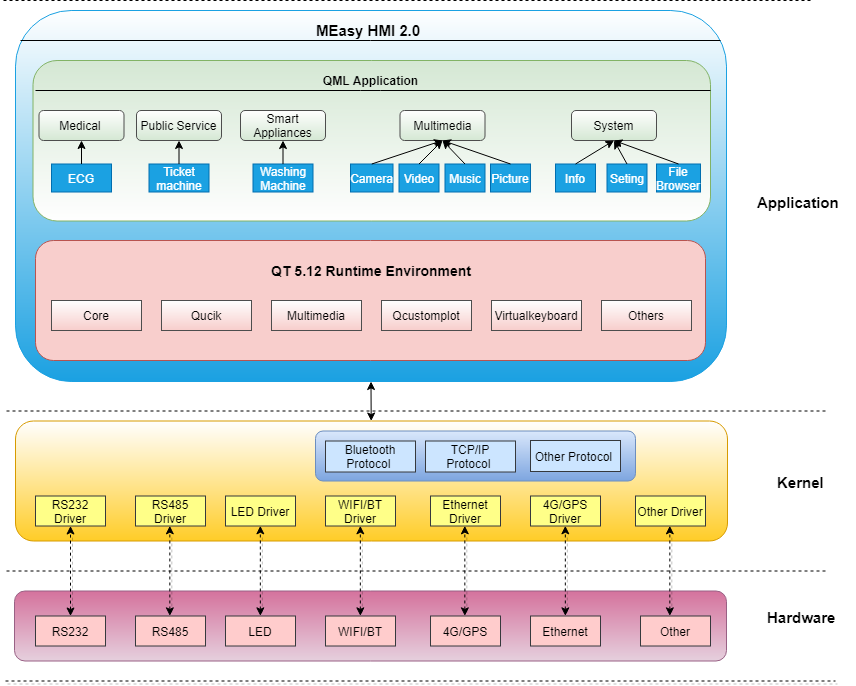 MEasy HMI 2.0
QML Application
Medical
Public Service
Smart
Appliances
Multimedia
System
ECG
Ticket
machine
Washing
Machine
Camera
Video
Music
Picture
Info
Seting
File
Browser
Application
QT 5.12 Runtime Environment
Core
Qucik
Multimedia
Qcustomplot
Virtualkeyboard
Others
Bluetooth
Protocol
TCP/IP
Protocol
Other Protocol
Kernel
RS232
Driver
RS485
Driver
LED Driver
WIFI/BT
Driver
Ethernet
Driver
4G/GPS
Driver
Other Driver
Hardware
RS232
RS485
LED
WIFI/BT
4G/GPS
Ethernet
Other